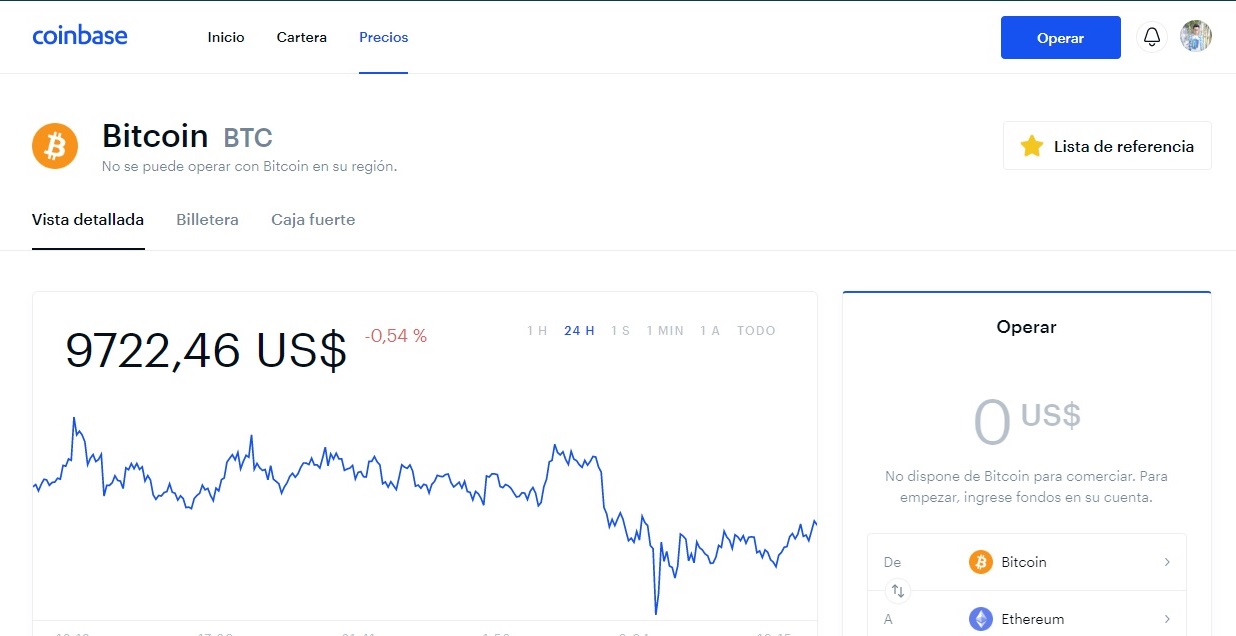 coinbase
Inicio Cartera Precios
Operar
Bitcoin BTC
No se puede operar con Bitcoin en su región.
Lista de referencia
Vista detallada Billetera Caja fuerte
9722,46 US$ -0,54 %
1 H 24 H 1 S 1 MIN 1 A TODO
Operar
0 US$
No dispone de Bitcoin para comerciar. Para
empezar, ingrese fondos en su cuenta.
De Bitcoin
A Ethereum